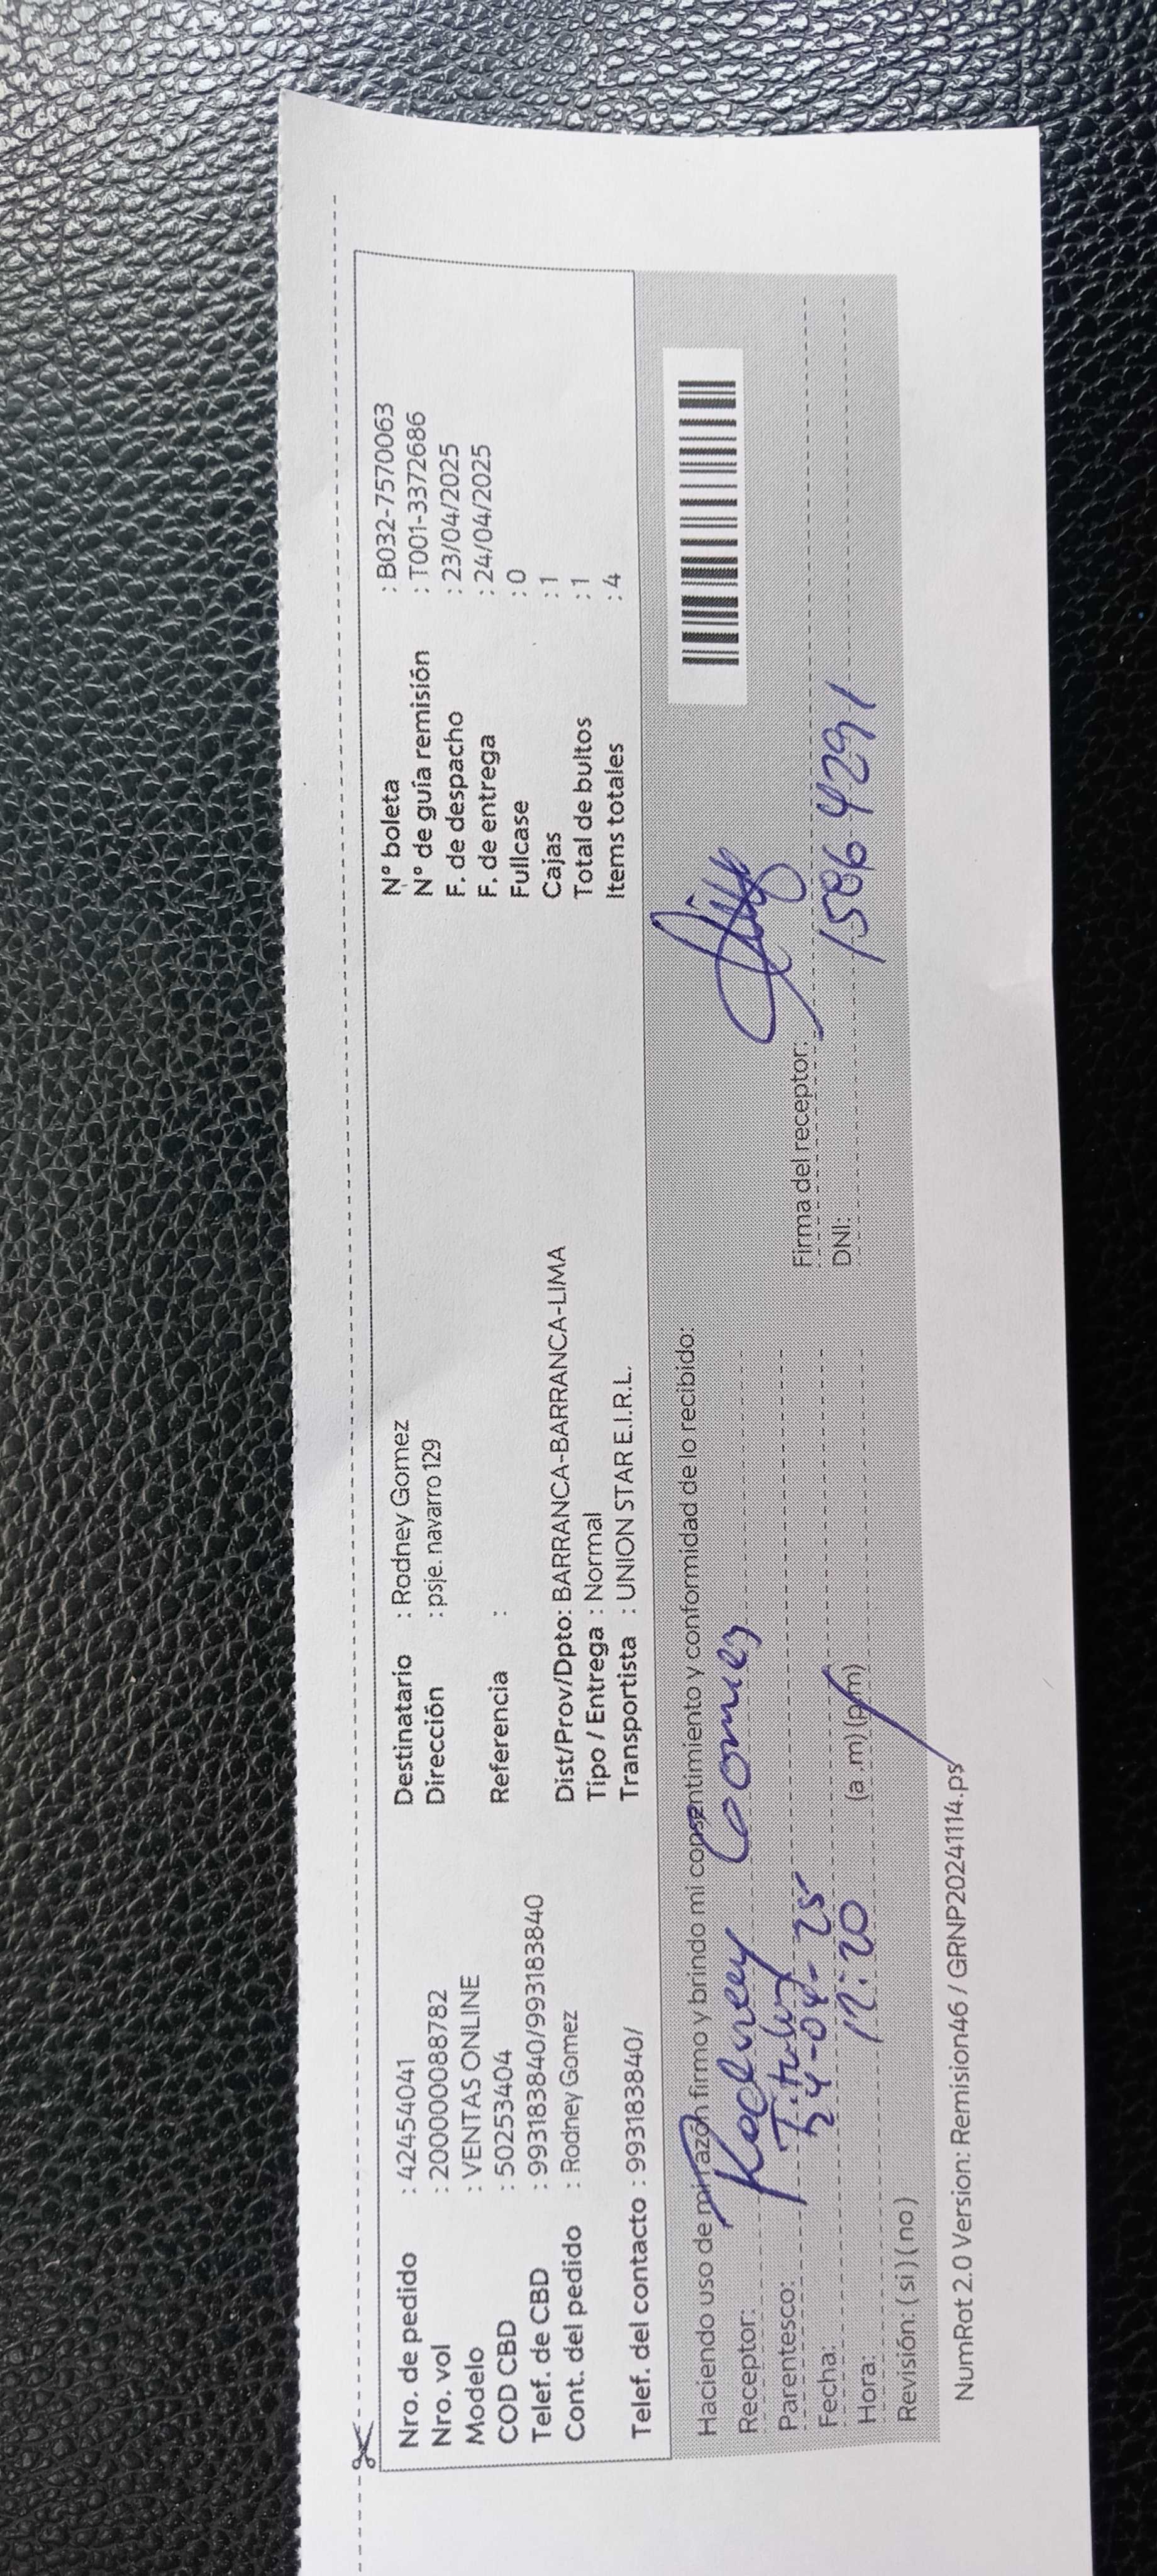 Nro. de pedido : 42454041
Nro. vol : 200000088782
Modelo : VENTAS ONLINE
COD CBD : 50253404
Telef. de CBD : 993183840/993183840
Cont. del pedido : Rodney Gomez
Telef. del contacto : 993183840/
Destinatario : Rodney Gomez
Dirección : psje. navarro 129
Referencia :
Dist/Prov/Dpto: BARRANCA-BARRANCA-LIMA
Tipo / Entrega : Normal
Transportista : UNION STAR E.I.R.L.
N° boleta : B032-7570063
N° de guía remisión : T001-3372686
F. de despacho : 23/04/2025
F. de entrega : 24/04/2025
Fullcase : 0
Cajas : 1
Total de bultos : 1
Items totales : 4
Haciendo uso de mi razón firmo y brindo mi consentimiento y conformidad de lo recibido:
Receptor: Rodney Gomez
Parentesco: Titular
Fecha: 24-04-25
Hora: 12:20 (a .m) (p m)
Revisión: ( si ) ( no )
Firma del receptor:
DNI: 15864291
NumRot 2.0 Version: Remision46 / GRNP20241114.ps